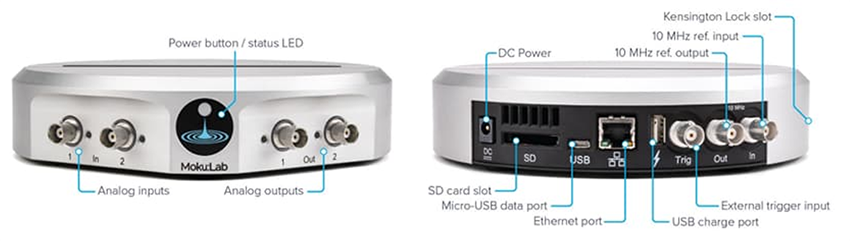 Power button / status LED
1 In 2
Moku:Lab
1 Out 2
Analog inputs
Analog outputs
Kensington Lock slot
10 MHz ref. input
10 MHz ref. output
DC Power
10 MHz
DC
SD
USB
Trig
Out
In
SD card slot
Micro-USB data port
Ethernet port
External trigger input
USB charge port